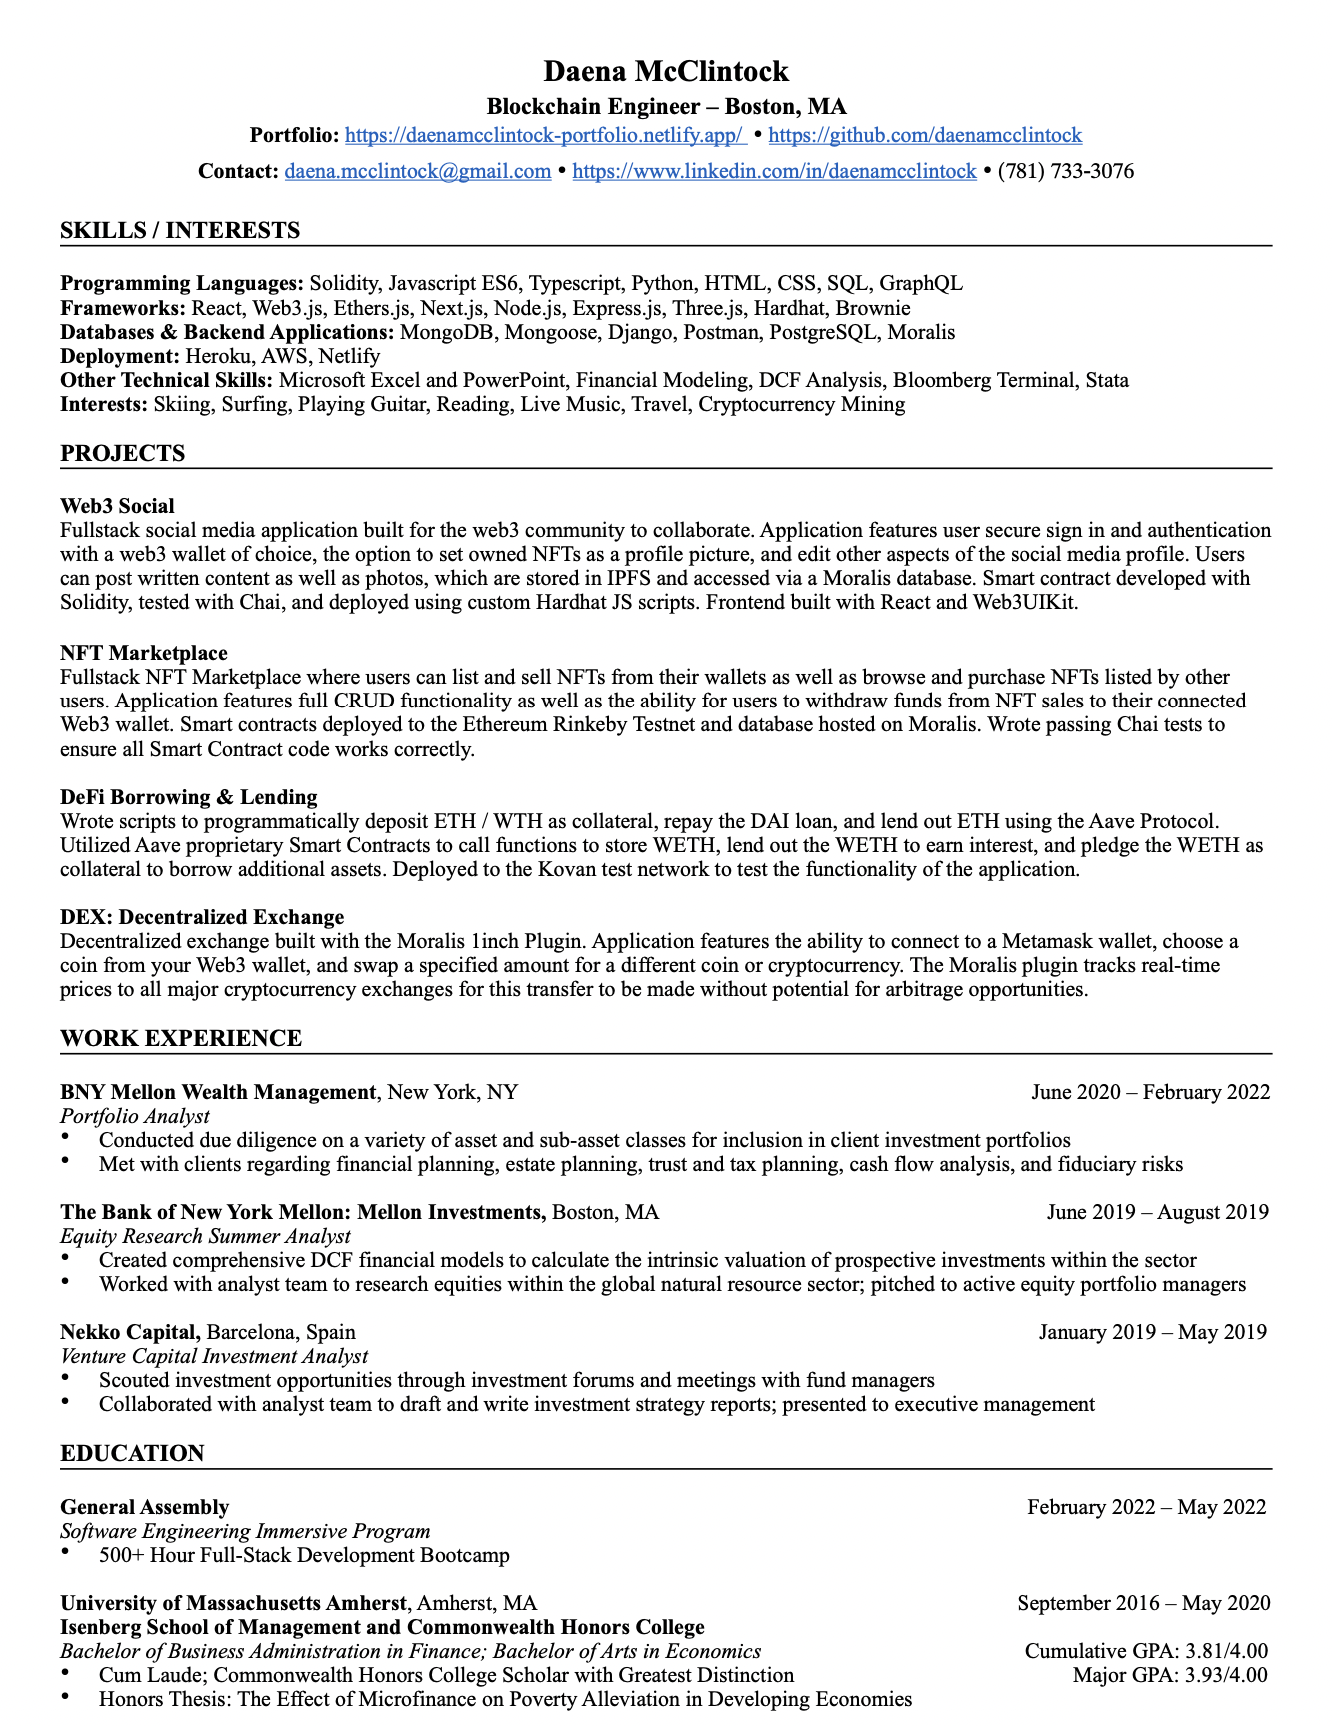 Daena McClintock
Blockchain Engineer – Boston, MA
Portfolio: https://daenamcclintock-portfolio.netlify.app/ • https://github.com/daenamcclintock
Contact: daena.mcclintock@gmail.com • https://www.linkedin.com/in/daenamcclintock • (781) 733-3076
SKILLS / INTERESTS
Programming Languages: Solidity, Javascript ES6, Typescript, Python, HTML, CSS, SQL, GraphQL
Frameworks: React, Web3.js, Ethers.js, Next.js, Node.js, Express.js, Three.js, Hardhat, Brownie
Databases & Backend Applications: MongoDB, Mongoose, Django, Postman, PostgreSQL, Moralis
Deployment: Heroku, AWS, Netlify
Other Technical Skills: Microsoft Excel and PowerPoint, Financial Modeling, DCF Analysis, Bloomberg Terminal, Stata
Interests: Skiing, Surfing, Playing Guitar, Reading, Live Music, Travel, Cryptocurrency Mining
PROJECTS
Web3 Social
Fullstack social media application built for the web3 community to collaborate. Application features user secure sign in and authentication
with a web3 wallet of choice, the option to set owned NFTs as a profile picture, and edit other aspects of the social media profile. Users
can post written content as well as photos, which are stored in IPFS and accessed via a Moralis database. Smart contract developed with
Solidity, tested with Chai, and deployed using custom Hardhat JS scripts. Frontend built with React and Web3UIKit.
NFT Marketplace
Fullstack NFT Marketplace where users can list and sell NFTs from their wallets as well as browse and purchase NFTs listed by other
users. Application features full CRUD functionality as well as the ability for users to withdraw funds from NFT sales to their connected
Web3 wallet. Smart contracts deployed to the Ethereum Rinkeby Testnet and database hosted on Moralis. Wrote passing Chai tests to
ensure all Smart Contract code works correctly.
DeFi Borrowing & Lending
Wrote scripts to programmatically deposit ETH / WTH as collateral, repay the DAI loan, and lend out ETH using the Aave Protocol.
Utilized Aave proprietary Smart Contracts to call functions to store WETH, lend out the WETH to earn interest, and pledge the WETH as
collateral to borrow additional assets. Deployed to the Kovan test network to test the functionality of the application.
DEX: Decentralized Exchange
Decentralized exchange built with the Moralis 1inch Plugin. Application features the ability to connect to a Metamask wallet, choose a
coin from your Web3 wallet, and swap a specified amount for a different coin or cryptocurrency. The Moralis plugin tracks real-time
prices to all major cryptocurrency exchanges for this transfer to be made without potential for arbitrage opportunities.
WORK EXPERIENCE
BNY Mellon Wealth Management, New York, NY June 2020 – February 2022
Portfolio Analyst
• Conducted due diligence on a variety of asset and sub-asset classes for inclusion in client investment portfolios
• Met with clients regarding financial planning, estate planning, trust and tax planning, cash flow analysis, and fiduciary risks
The Bank of New York Mellon: Mellon Investments, Boston, MA June 2019 – August 2019
Equity Research Summer Analyst
• Created comprehensive DCF financial models to calculate the intrinsic valuation of prospective investments within the sector
• Worked with analyst team to research equities within the global natural resource sector; pitched to active equity portfolio managers
Nekko Capital, Barcelona, Spain January 2019 – May 2019
Venture Capital Investment Analyst
• Scouted investment opportunities through investment forums and meetings with fund managers
• Collaborated with analyst team to draft and write investment strategy reports; presented to executive management
EDUCATION
General Assembly February 2022 – May 2022
Software Engineering Immersive Program
• 500+ Hour Full-Stack Development Bootcamp
University of Massachusetts Amherst, Amherst, MA September 2016 – May 2020
Isenberg School of Management and Commonwealth Honors College
Bachelor of Business Administration in Finance; Bachelor of Arts in Economics Cumulative GPA: 3.81/4.00
• Cum Laude; Commonwealth Honors College Scholar with Greatest Distinction Major GPA: 3.93/4.00
• Honors Thesis: The Effect of Microfinance on Poverty Alleviation in Developing Economies